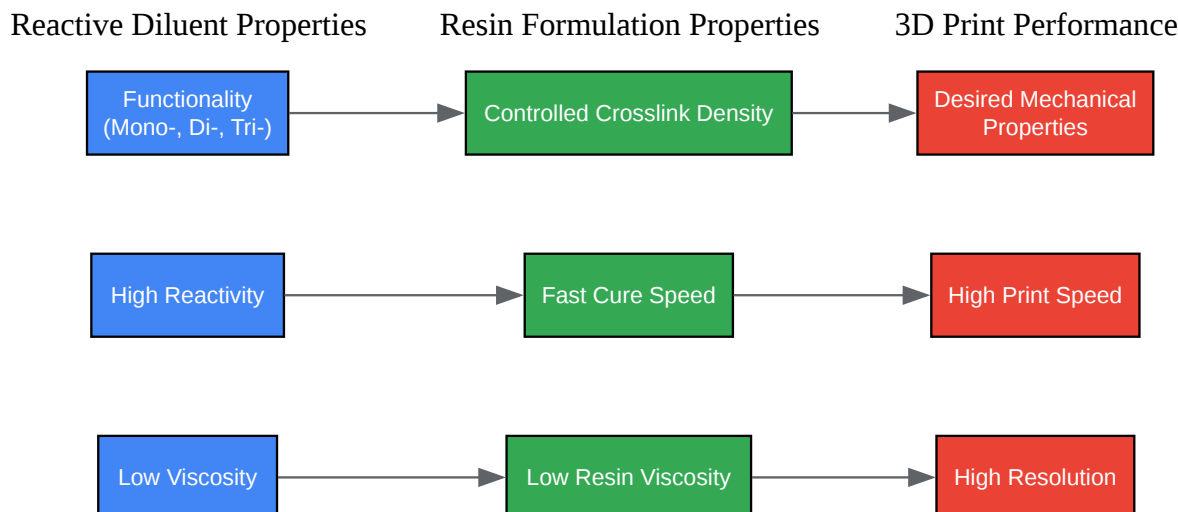 Reactive Diluent Properties
Resin Formulation Properties
3D Print Performance
Functionality
(Mono-, Di-, Tri-)
Controlled Crosslink Density
Desired Mechanical
Properties
High Reactivity
Fast Cure Speed
High Print Speed
Low Viscosity
Low Resin Viscosity
High Resolution